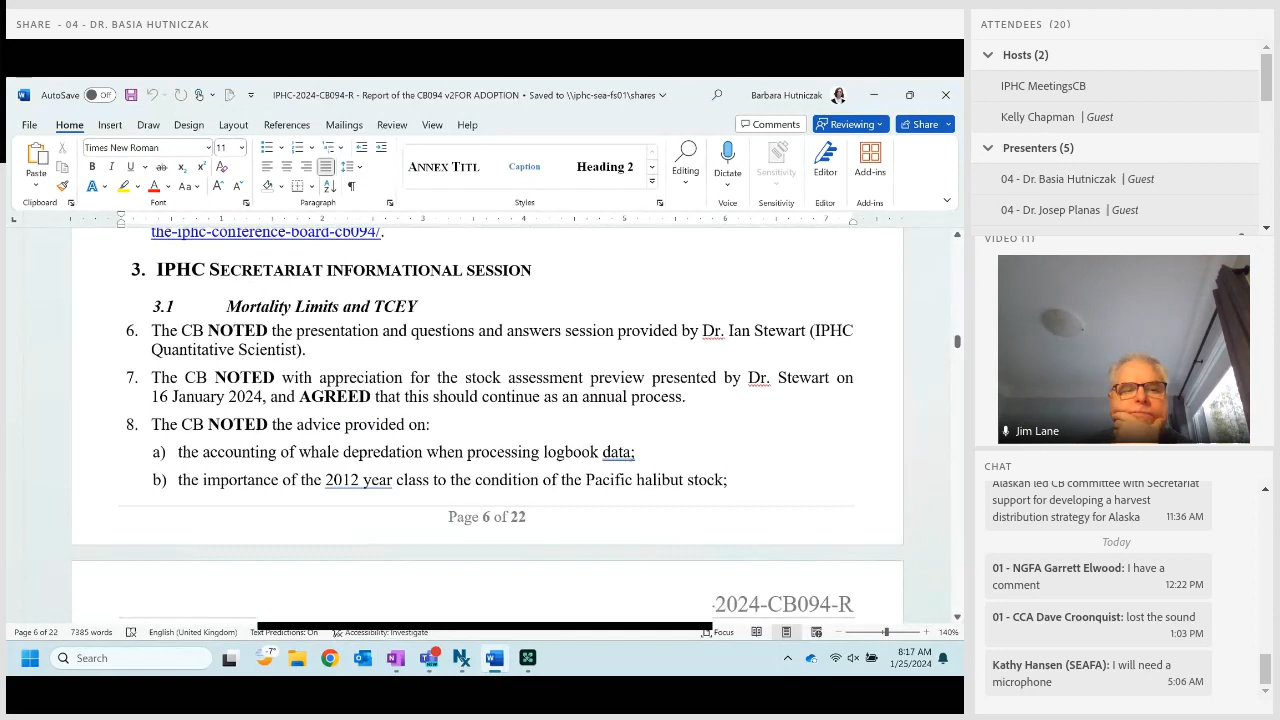 SHARE - 04 - DR. BASIA HUTNICZAK
AutoSave Off
IPHC-2024-CB094-R - Report of the CB094 v2FOR ADOPTION • Saved to \\iphc-sea-fs01\shares
Barbara Hutniczak
File Home Insert Draw Design Layout References Mailings Review View Help
Comments Reviewing Share
Paste
Times New Roman 11
B I U ab x₂ x²
A A Aa A A
ANNEX TITL Caption Heading 2
Editing Dictate Sensitivity Editor Add-ins
Clipboard Font Paragraph Styles Voice Sensitivity Editor Add-ins
1 2 3 4 5 6 7
the-iphc-conference-board-cb094/.
3. IPHC SECRETARIAT INFORMATIONAL SESSION
3.1 Mortality Limits and TCEY
6. The CB NOTED the presentation and questions and answers session provided by Dr. Ian Stewart (IPHC
Quantitative Scientist).
7. The CB NOTED with appreciation for the stock assessment preview presented by Dr. Stewart on
16 January 2024, and AGREED that this should continue as an annual process.
8. The CB NOTED the advice provided on:
a) the accounting of whale depredation when processing logbook data;
b) the importance of the 2012 year class to the condition of the Pacific halibut stock;
Page 6 of 22
-2024-CB094-R
Page 6 of 22 7385 words English (United Kingdom) Text Predictions: On Accessibility: Investigate Focus 140%
Search
-7°
8:17 AM
1/25/2024
ATTENDEES (20)
Hosts (2)
IPHC MeetingsCB
Kelly Chapman | Guest
Presenters (5)
04 - Dr. Basia Hutniczak | Guest
04 - Dr. Josep Planas | Guest
VIDEO (1)
Jim Lane
CHAT
Alaskan led CB committee with Secretariat
support for developing a harvest
distribution strategy for Alaska 11:36 AM
Today
01 - NGFA Garrett Elwood: I have a
comment 12:22 PM
01 - CCA Dave Croonquist: lost the sound
1:03 PM
Kathy Hansen (SEAFA): I will need a
microphone 5:06 AM